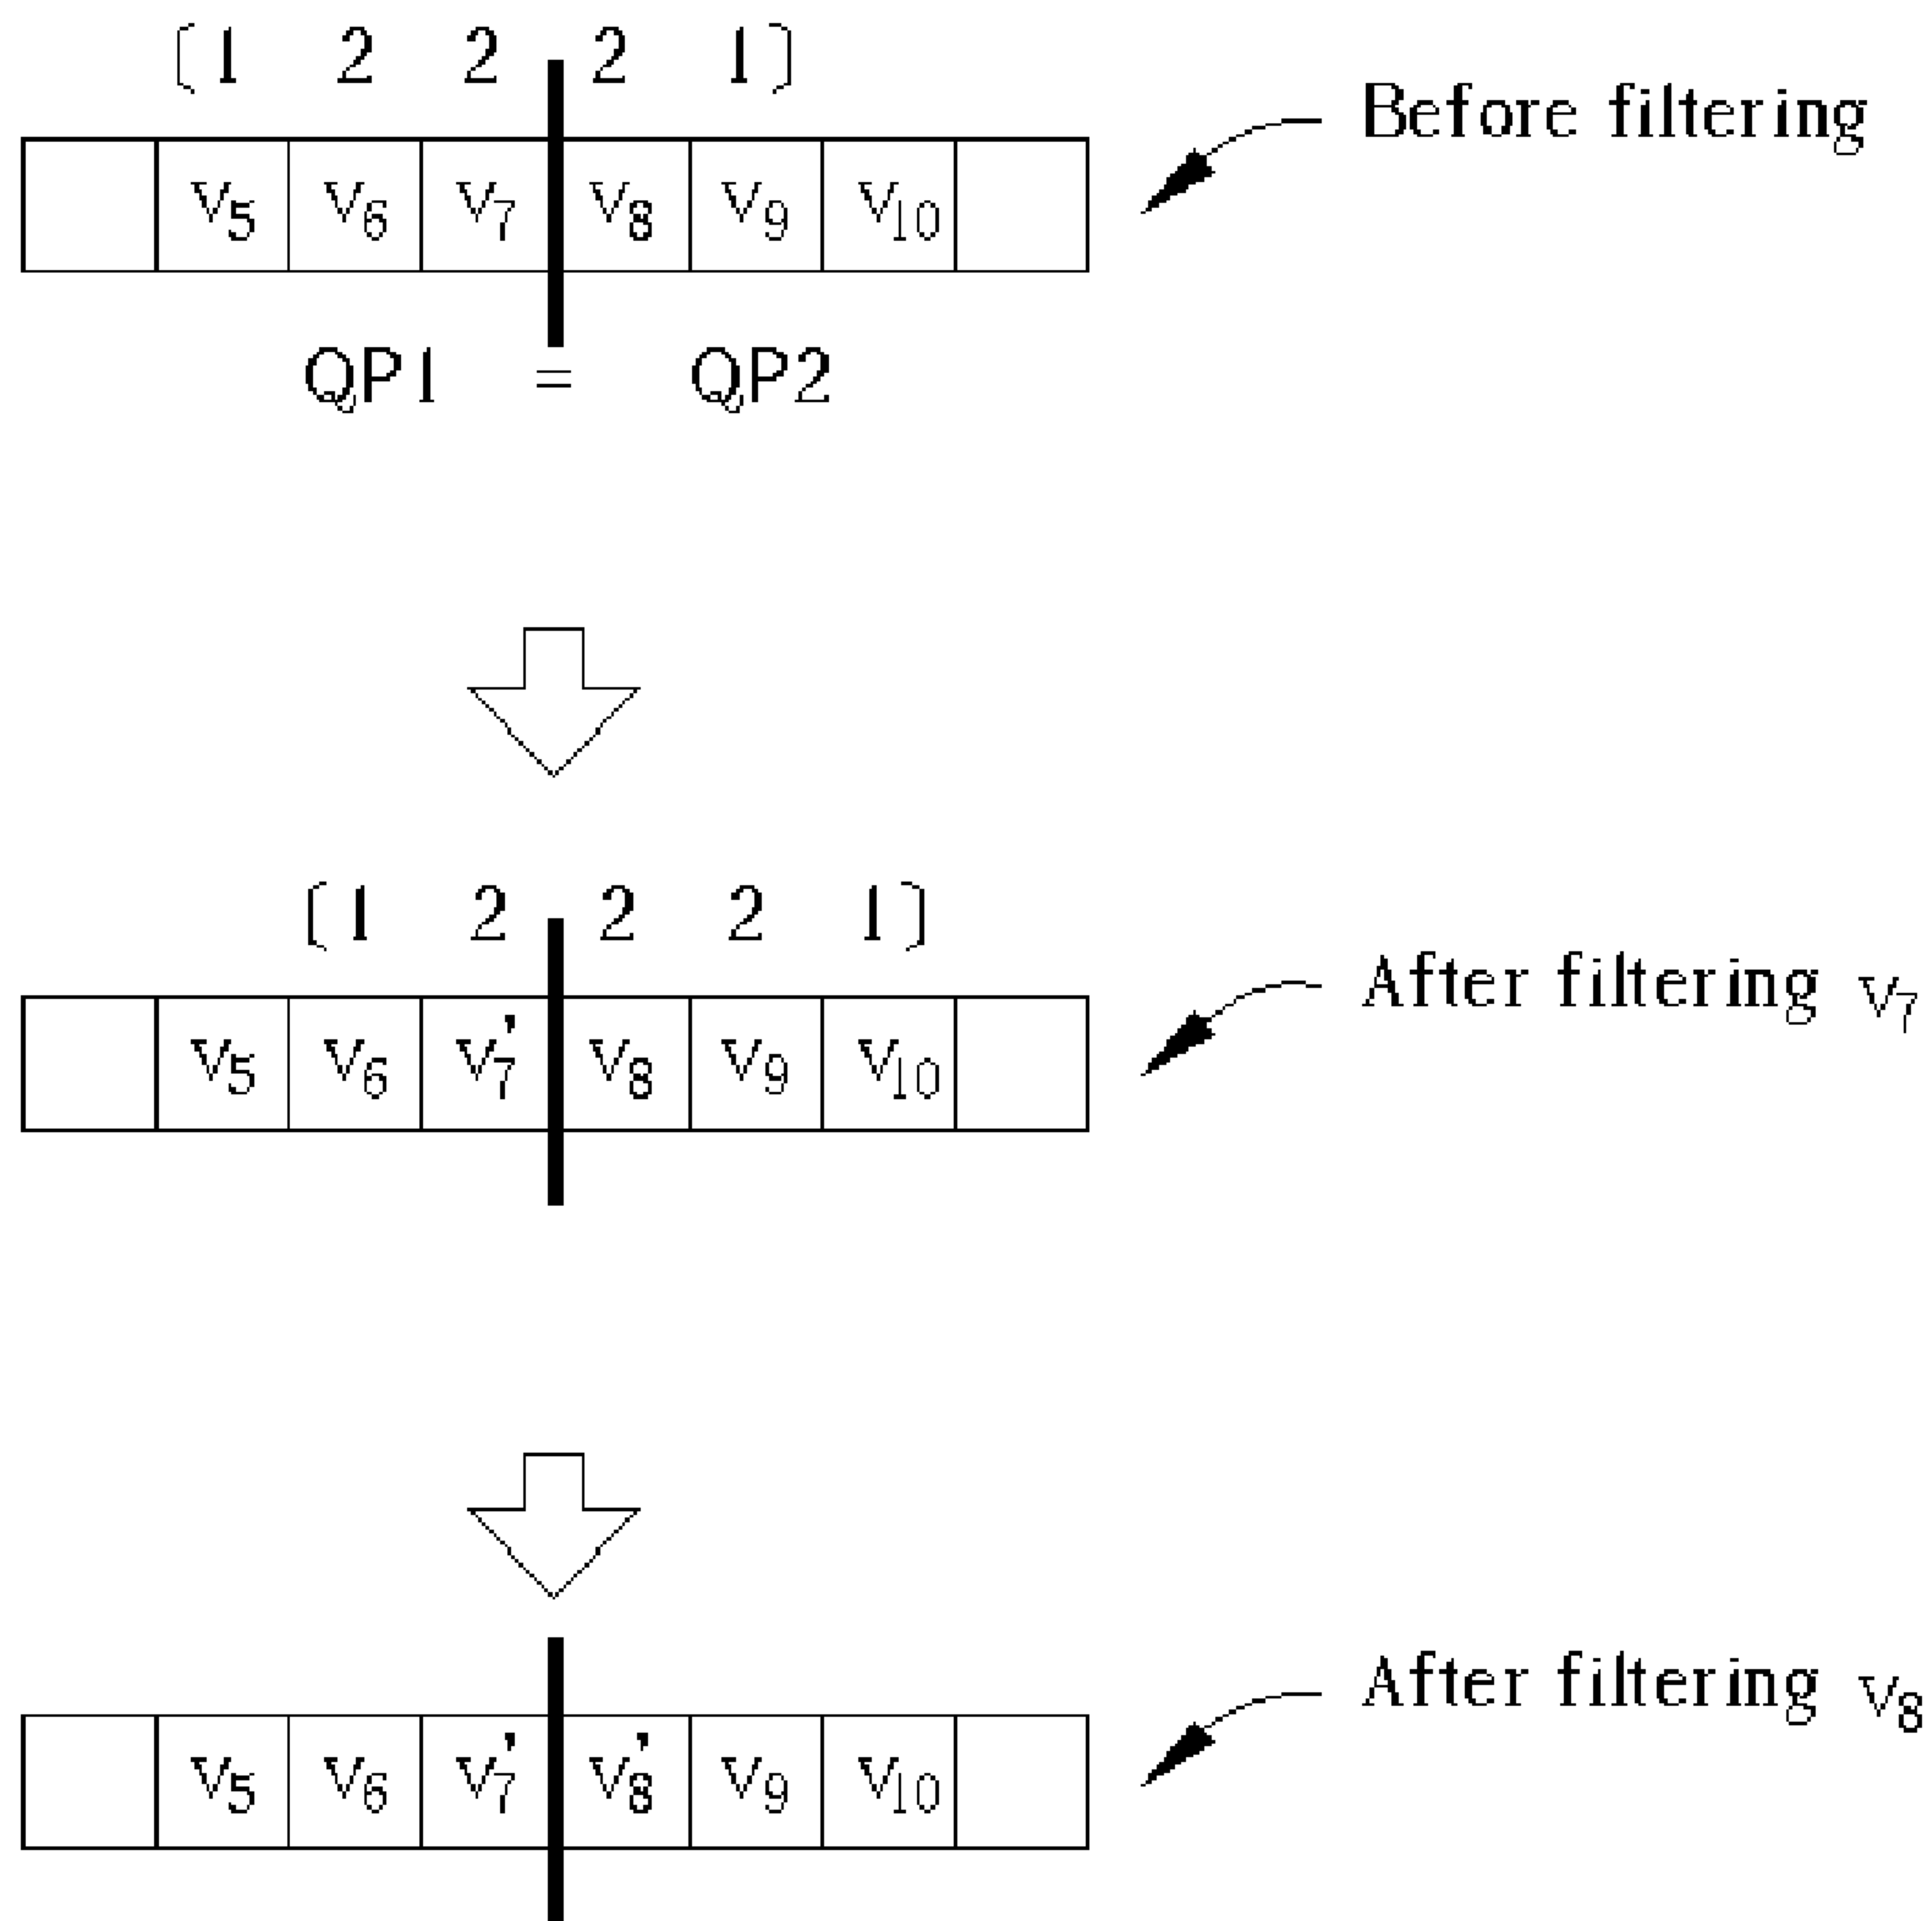 (1 2 2 2 1)
Before filtering
v5 v6 v7 v8 v9 v10
QP1 = QP2
(1 2 2 2 1)
After filtering v7
v5 v6 v7' v8 v9 v10
After filtering v8
v5 v6 v7' v8' v9 v10